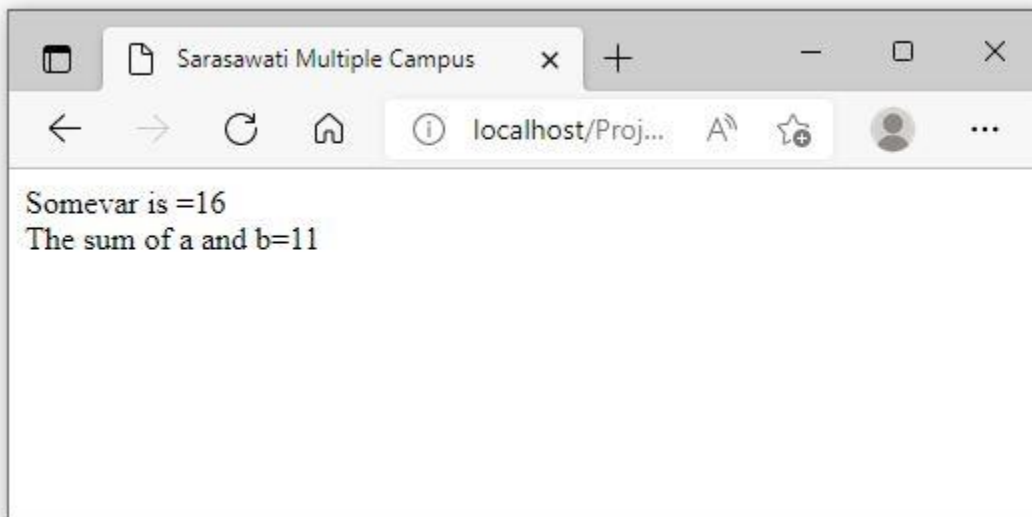 Sarasawati Multiple Campus
localhost/Proj...
Somevar is =16
The sum of a and b=11